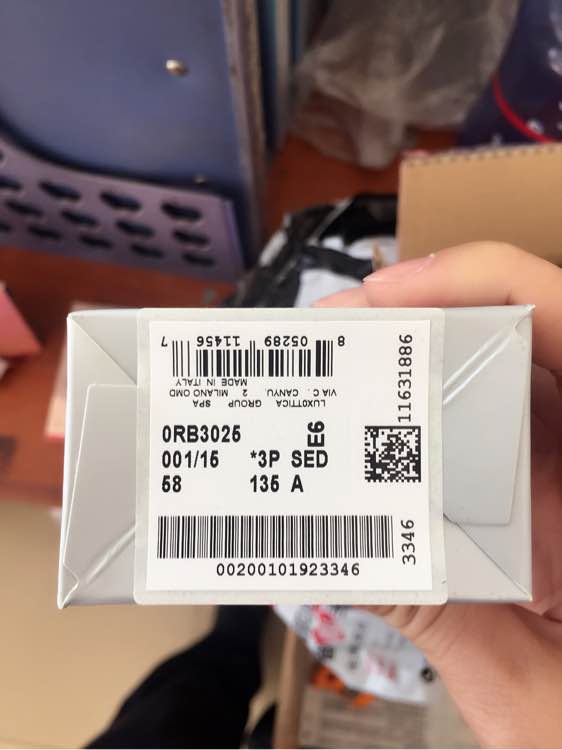 8 05289 11456 7
LUXOTTICA GROUP SPA
VIA C. CANYU. 2 MILANO OMD
MADE IN ITALY
0RB3025
E6
001/15 *3P SED
58 135 A
11631886
3346
00200101923346